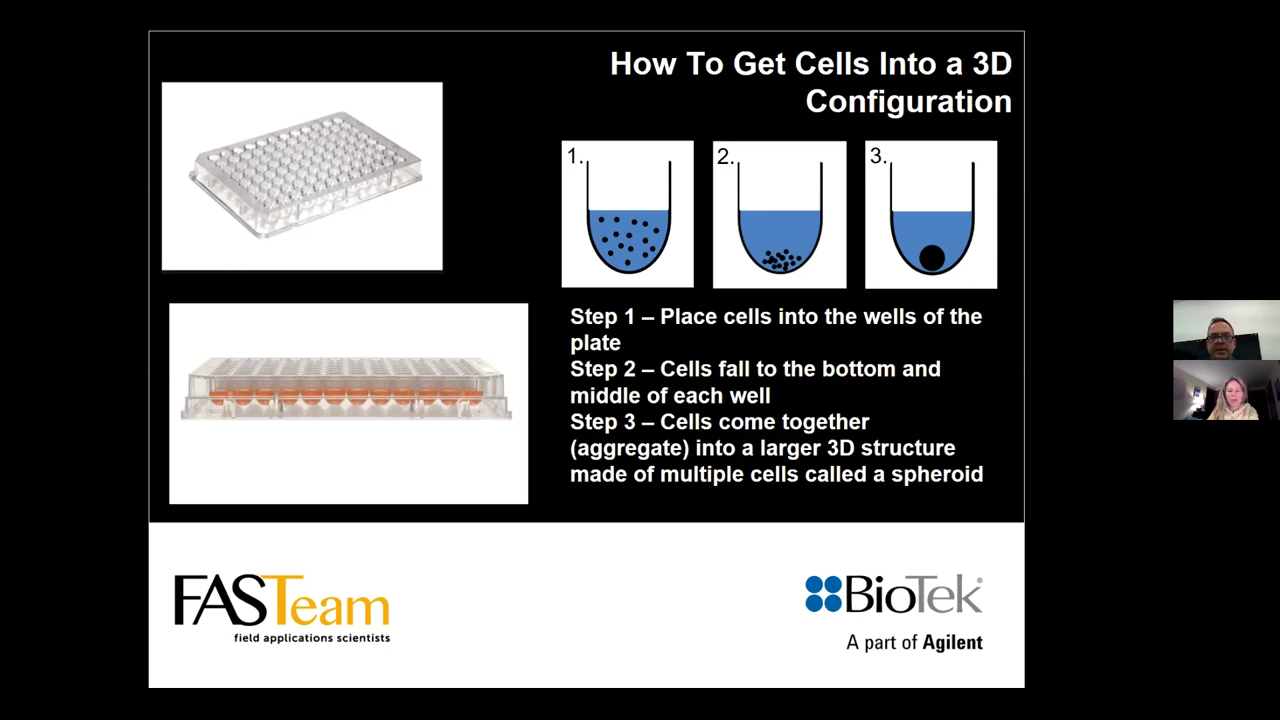 How To Get Cells Into a 3D
Configuration
1.
2.
3.
Step 1 – Place cells into the wells of the
plate
Step 2 – Cells fall to the bottom and
middle of each well
Step 3 – Cells come together
(aggregate) into a larger 3D structure
made of multiple cells called a spheroid
FASTeam
field applications scientists
BioTek®
A part of Agilent